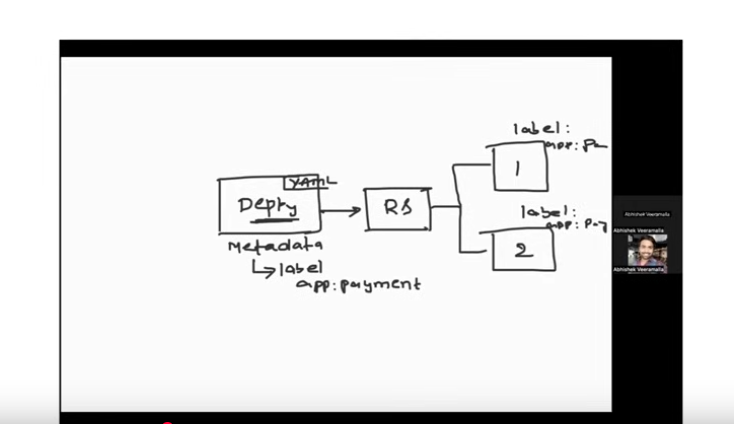 YAML
Deply
RS
label:
app: pa
1
label:
app: pay
2
Metadata
↳ label
app: payment
Abhishek Veeramalla
Abhishek Veeramalla
Abhishek Veeramalla